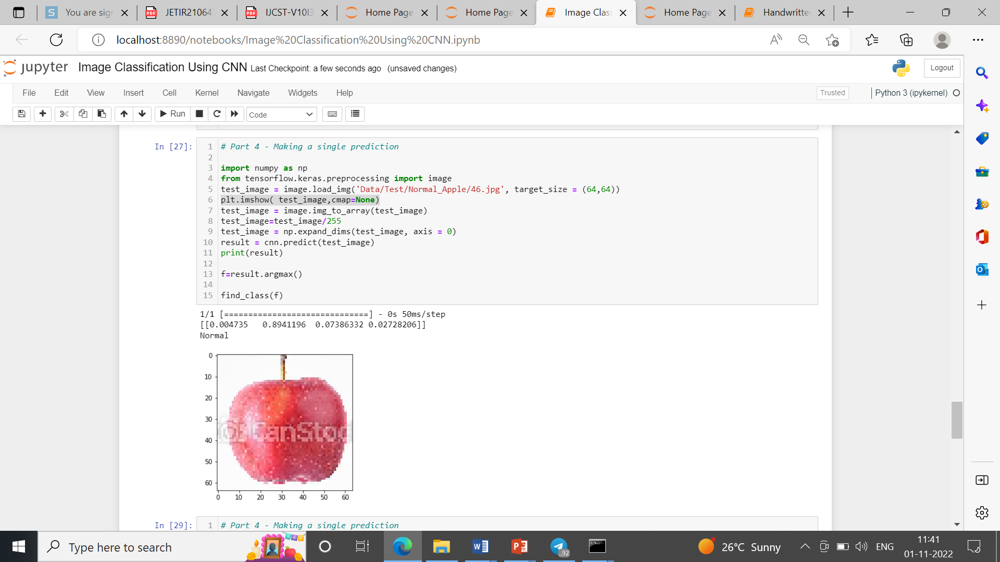 You are sign
JETIR21064
IJCST-V10I3
Home Page
Home Page
Image Class
Home Page
Handwritten
localhost:8890/notebooks/Image%20Classification%20Using%20CNN.ipynb
jupyter Image Classification Using CNN Last Checkpoint: a few seconds ago (unsaved changes)
Logout
File Edit View Insert Cell Kernel Navigate Widgets Help
Trusted
Python 3 (ipykernel)
Run
Code
In [27]:
1 # Part 4 - Making a single prediction
2
3 import numpy as np
4 from tensorflow.keras.preprocessing import image
5 test_image = image.load_img('Data/Test/Normal_Apple/46.jpg', target_size = (64,64))
6 plt.imshow( test_image,cmap=None)
7 test_image = image.img_to_array(test_image)
8 test_image=test_image/255
9 test_image = np.expand_dims(test_image, axis = 0)
10 result = cnn.predict(test_image)
11 print(result)
12
13 f=result.argmax()
14
15 find_class(f)
1/1 [==============================] - 0s 50ms/step
[[0.004735   0.8941196  0.07386332 0.02728206]]
Normal
0
10
20
30
40
50
60
0 10 20 30 40 50 60
CanStoc
In [29]:
1 # Part 4 - Making a single prediction
Type here to search
..92
26°C Sunny
ENG
11:41
01-11-2022